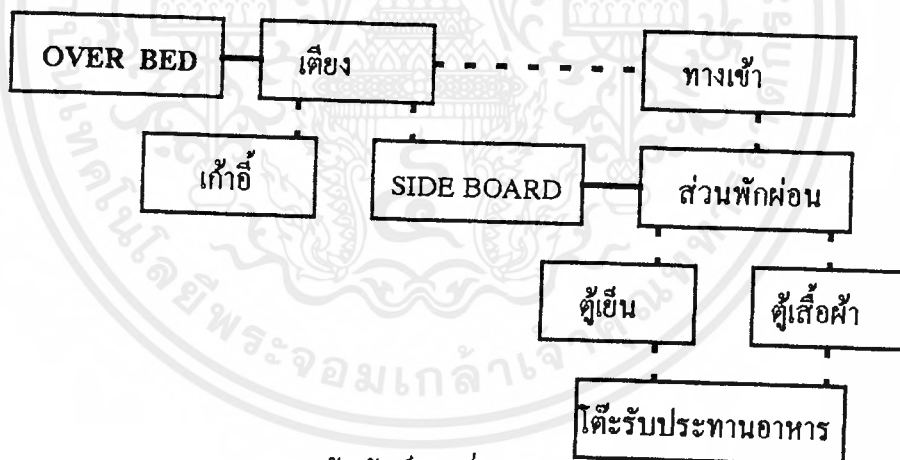 OVER BED
เตียง
ทางเข้า
เก้าอี้
SIDE BOARD
ส่วนพักผ่อน
ตู้เย็น
ตู้เสื้อผ้า
โต๊ะรับประทานอาหาร